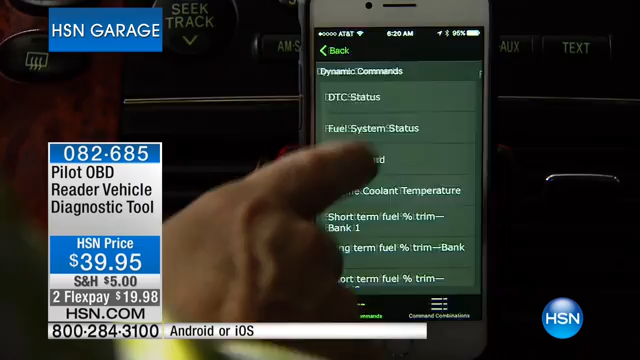 HSN GARAGE
SEEK
TRACK
AM-S
AUX
TEXT
AT&T
6:20 AM
95%
Back
Dynamic Commands
DTC Status
Fuel System Status
Coolant Temperature
Short term fuel % trim—
Bank 1
term fuel % trim—Bank
Short term fuel % trim—
Command Combinations
082-685
Pilot OBD
Reader Vehicle
Diagnostic Tool
HSN Price
$39.95
S&H $5.00
2 Flexpay $19.98
HSN.COM
800-284-3100 Android or iOS
HSN